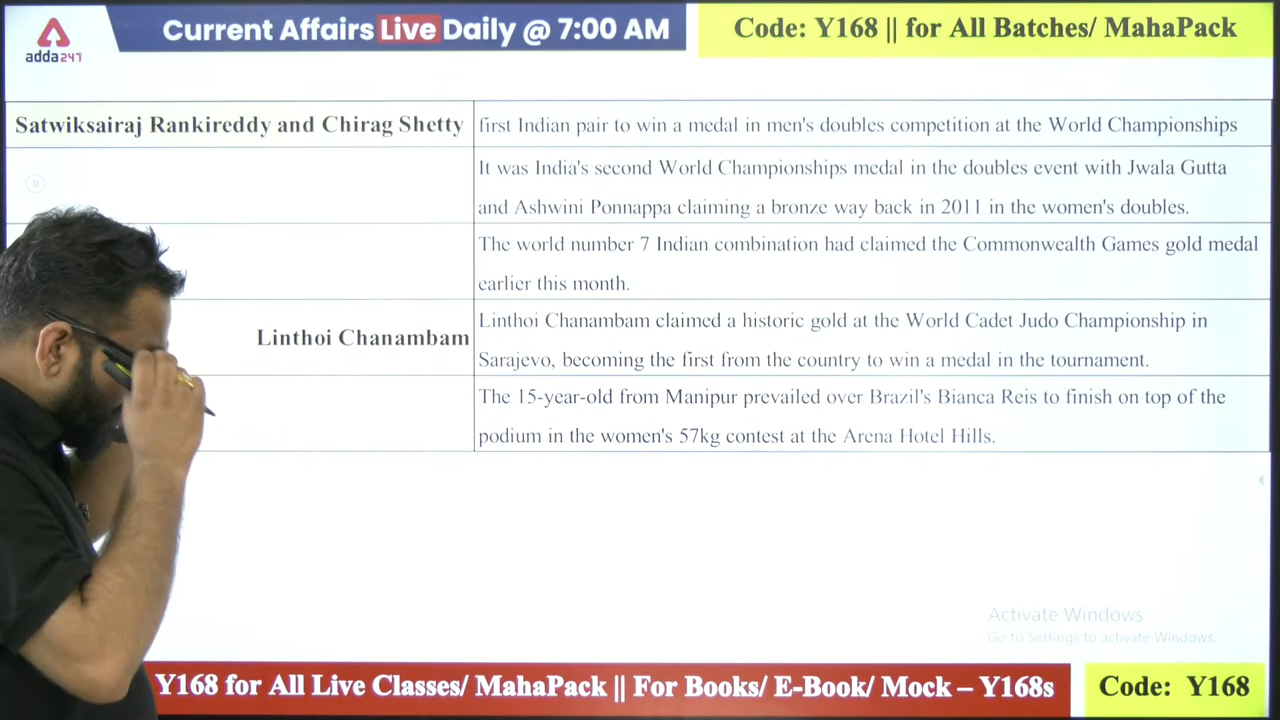 Current Affairs Live Daily @ 7:00 AM
Code: Y168 || for All Batches/ MahaPack
adda247
Satwiksairaj Rankireddy and Chirag Shetty
first Indian pair to win a medal in men's doubles competition at the World Championships
It was India's second World Championships medal in the doubles event with Jwala Gutta
and Ashwini Ponnappa claiming a bronze way back in 2011 in the women's doubles.
The world number 7 Indian combination had claimed the Commonwealth Games gold medal
earlier this month.
Linthoi Chanambam
Linthoi Chanambam claimed a historic gold at the World Cadet Judo Championship in
Sarajevo, becoming the first from the country to win a medal in the tournament.
The 15-year-old from Manipur prevailed over Brazil's Bianca Reis to finish on top of the
podium in the women's 57kg contest at the Arena Hotel Hills.
Activate Windows
Go to Settings to activate Windows.
Y168 for All Live Classes/ MahaPack || For Books/ E-Book/ Mock – Y168s
Code: Y168